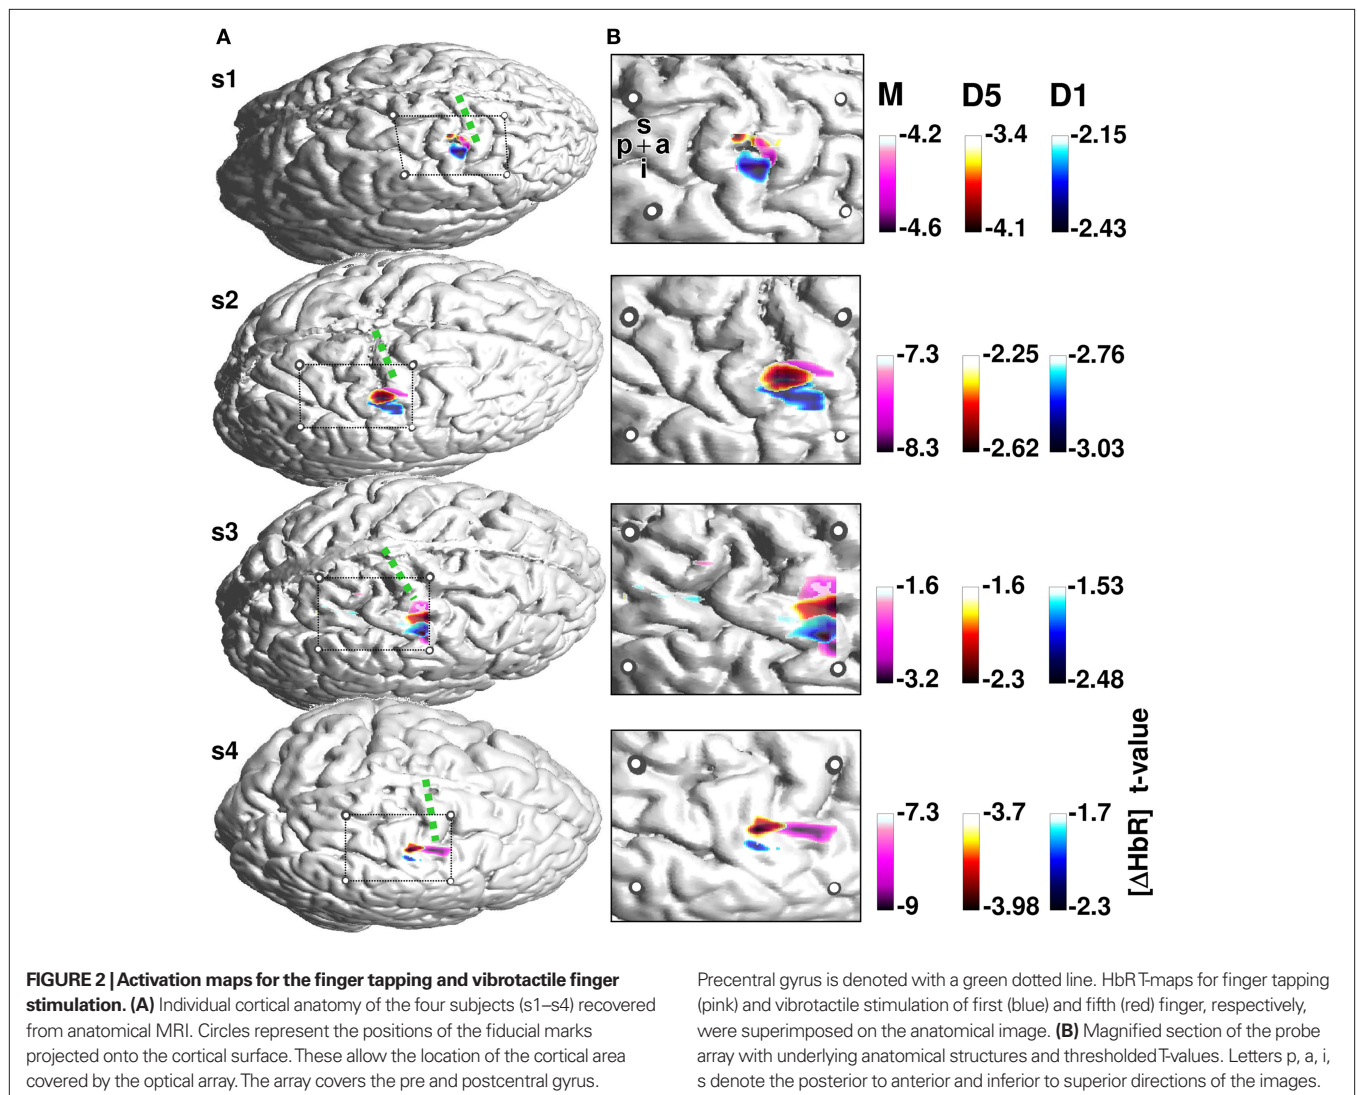 A
B
s1
M D5 D1
s
p+a
i
-4.2 -3.4 -2.15
-4.6 -4.1 -2.43
s2
-7.3 -2.25 -2.76
-8.3 -2.62 -3.03
s3
-1.6 -1.6 -1.53
-3.2 -2.3 -2.48
s4
-7.3 -3.7 -1.7
-9 -3.98 -2.3
[ΔHbR] t-value
FIGURE 2 | Activation maps for the finger tapping and vibrotactile finger
stimulation. (A) Individual cortical anatomy of the four subjects (s1–s4) recovered
from anatomical MRI. Circles represent the positions of the fiducial marks
projected onto the cortical surface. These allow the location of the cortical area
covered by the optical array. The array covers the pre and postcentral gyrus.
Precentral gyrus is denoted with a green dotted line. HbR T-maps for finger tapping
(pink) and vibrotactile stimulation of first (blue) and fifth (red) finger, respectively,
were superimposed on the anatomical image. (B) Magnified section of the probe
array with underlying anatomical structures and thresholded T-values. Letters p, a, i,
s denote the posterior to anterior and inferior to superior directions of the images.